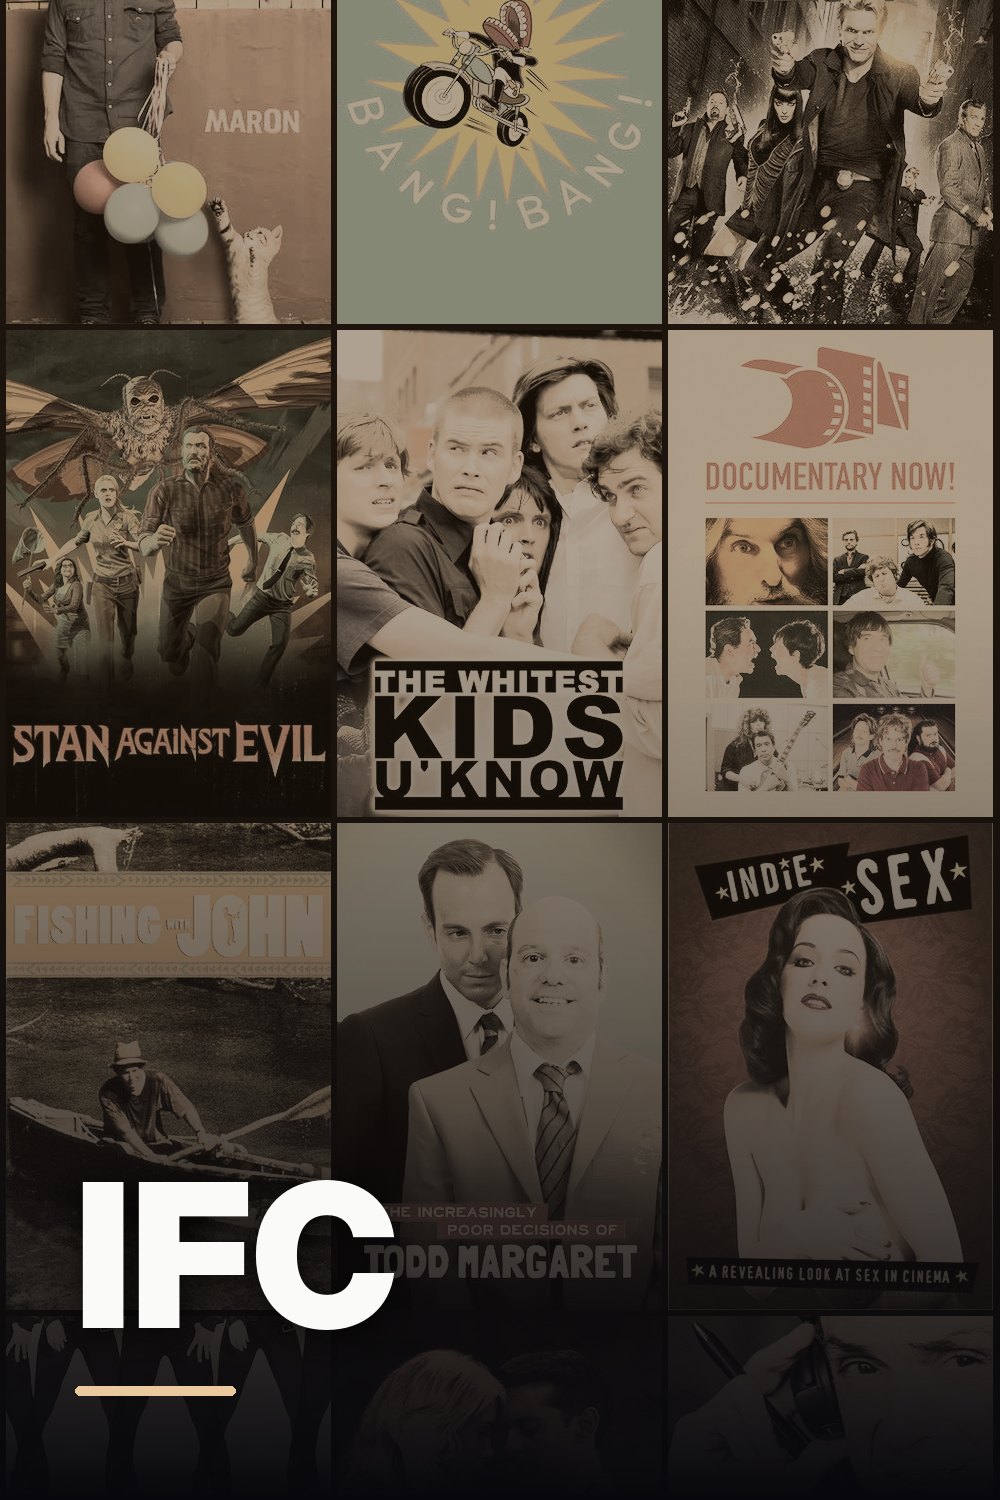 MARON
BANG! BANG!
DOCUMENTARY NOW!
STAN AGAINST EVIL
THE WHITEST
KIDS
U'KNOW
FISHING WITH JOHN
INDIE SEX
THE INCREASINGLY
POOR DECISIONS OF
TODD MARGARET
A REVEALING LOOK AT SEX IN CINEMA
IFC